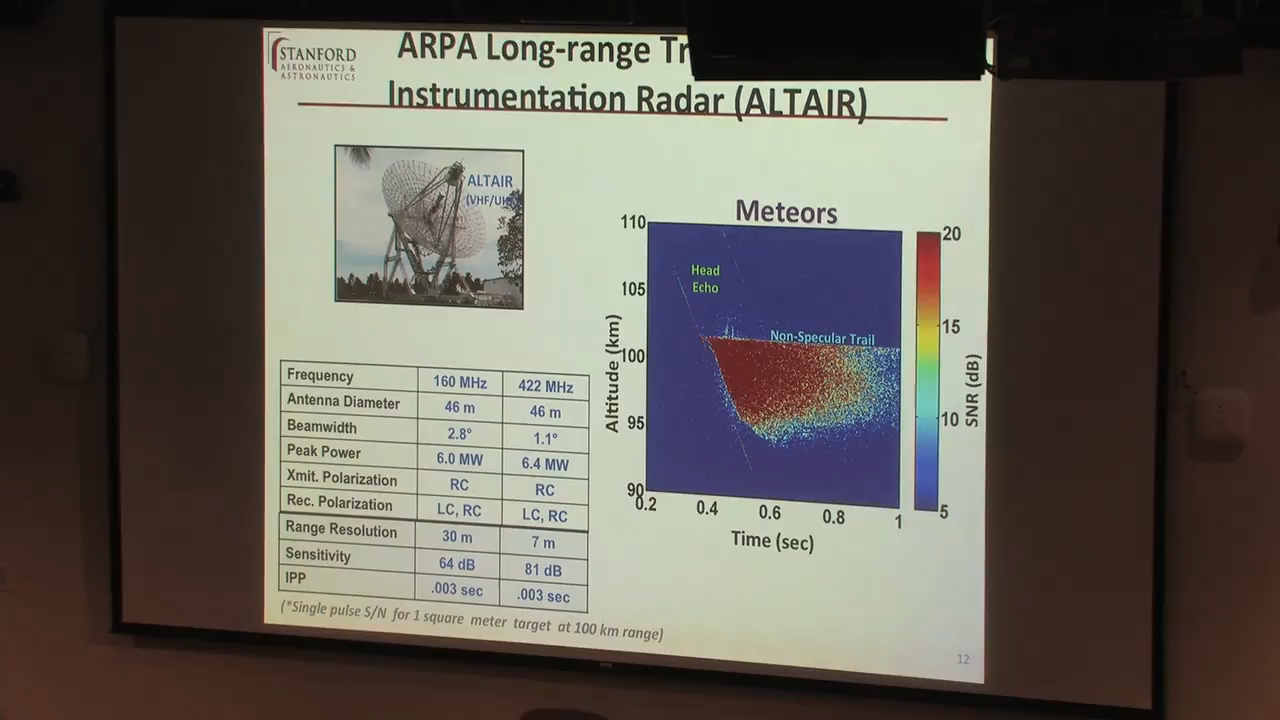 STANFORD
AERONAUTICS &
ASTRONAUTICS
ARPA Long-range
Instrumentation Radar (ALTAIR)
ALTAIR
Meteors
110
105
100
95
90
Altitude (km)
Head
Echo
Non-Specular Trail
0.2 0.4 0.6 0.8 1
Time (sec)
20
15
10
5
SNR (dB)
Frequency 160 MHz 422 MHz
Antenna Diameter 46 m 46 m
Beamwidth 2.8° 1.1°
Peak Power 6.0 MW 6.4 MW
Xmit. Polarization RC RC
Rec. Polarization LC, RC LC, RC
Range Resolution 30 m 7 m
Sensitivity 64 dB 81 dB
IPP .003 sec .003 sec
(*Single pulse S/N for 1 square meter target at 100 km range)
12